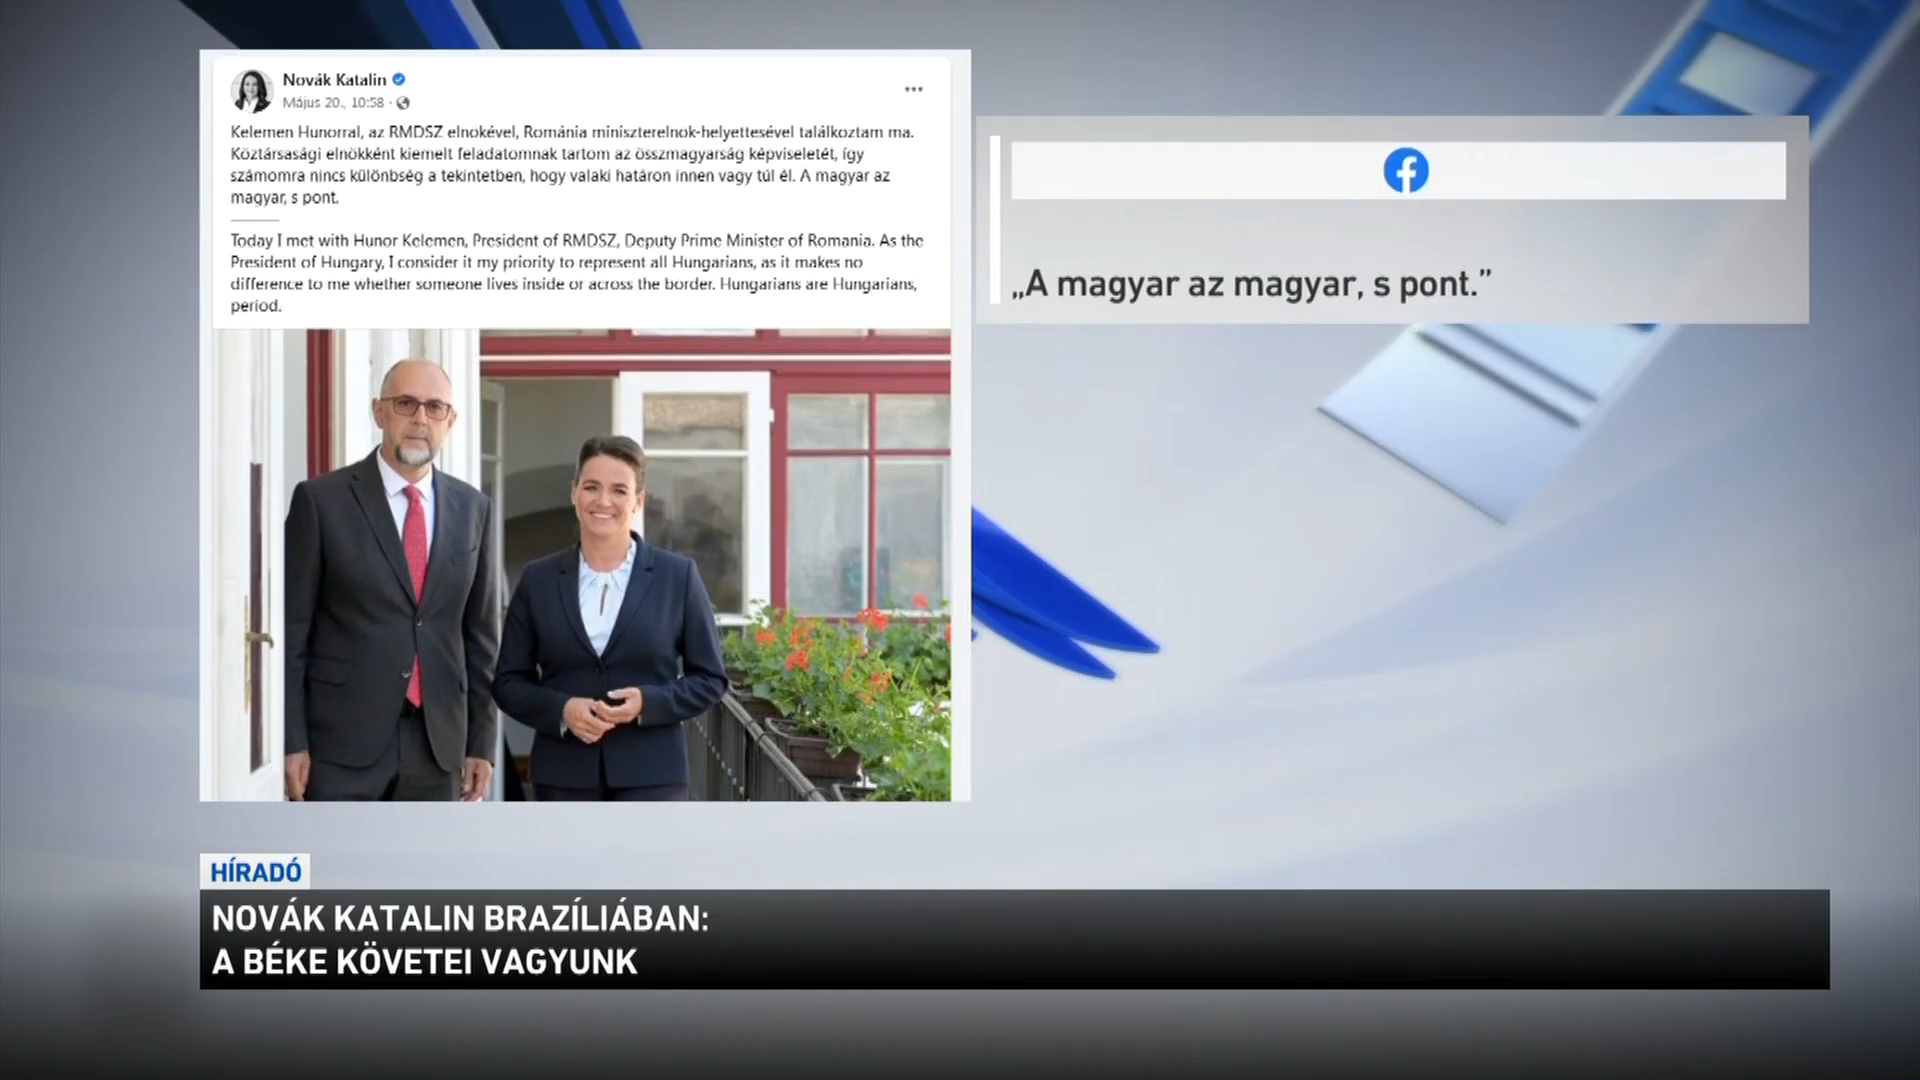 Novák Katalin
Május 20., 10:58 ·
Kelemen Hunorral, az RMDSZ elnökével, Románia miniszterelnök-helyettesével találkoztam ma.
Köztársasági elnökként kiemelt feladatomnak tartom az összmagyarság képviseletét, így
számomra nincs különbség a tekintetben, hogy valaki határon innen vagy túl él. A magyar az
magyar, s pont.
Today I met with Hunor Kelemen, President of RMDSZ, Deputy Prime Minister of Romania. As the
President of Hungary, I consider it my priority to represent all Hungarians, as it makes no
difference to me whether someone lives inside or across the border. Hungarians are Hungarians,
period.
„A magyar az magyar, s pont.”
HÍRADÓ
NOVÁK KATALIN BRAZÍLIÁBAN:
A BÉKE KÖVETEI VAGYUNK